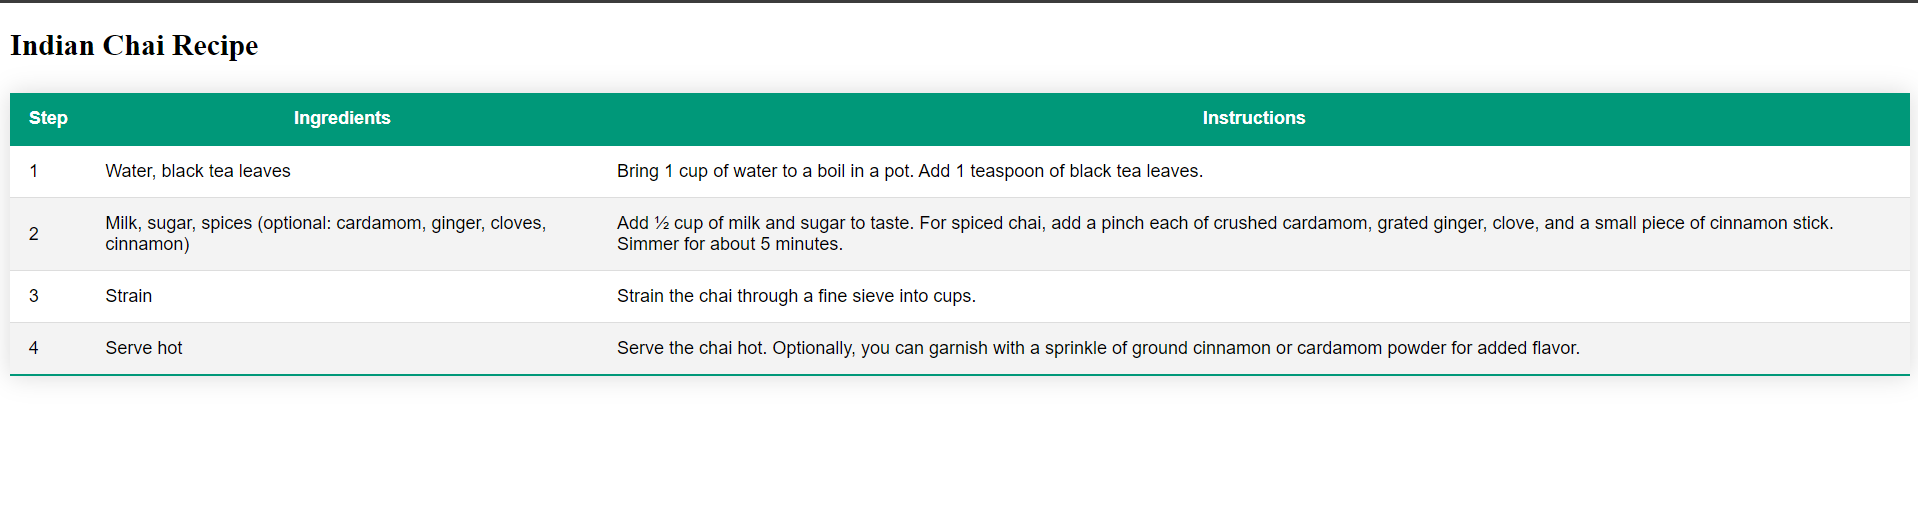 Indian Chai Recipe
Step Ingredients Instructions
1 Water, black tea leaves Bring 1 cup of water to a boil in a pot. Add 1 teaspoon of black tea leaves.
2 Milk, sugar, spices (optional: cardamom, ginger, cloves, cinnamon) Add ½ cup of milk and sugar to taste. For spiced chai, add a pinch each of crushed cardamom, grated ginger, clove, and a small piece of cinnamon stick. Simmer for about 5 minutes.
3 Strain Strain the chai through a fine sieve into cups.
4 Serve hot Serve the chai hot. Optionally, you can garnish with a sprinkle of ground cinnamon or cardamom powder for added flavor.